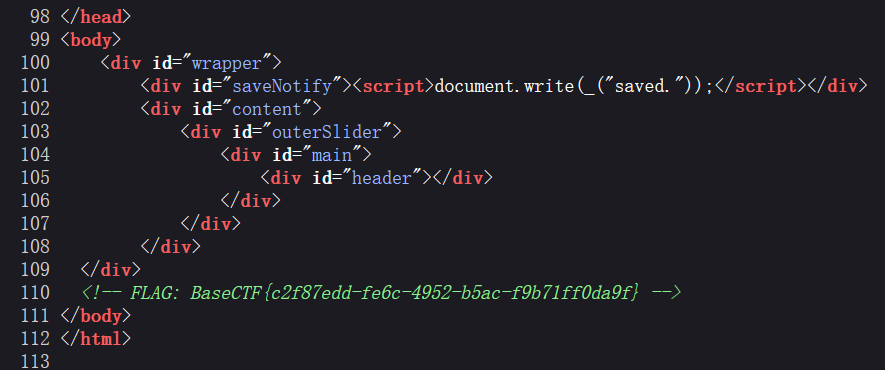 98 </head>
99 <body>
100 <div id="wrapper">
101 <div id="saveNotify"><script>document.write(_("saved."));</script></div>
102 <div id="content">
103 <div id="outerSlider">
104 <div id="main">
105 <div id="header"></div>
106 </div>
107 </div>
108 </div>
109 </div>
110 <!-- FLAG: BaseCTF{c2f87edd-fe6c-4952-b5ac-f9b71ff0da9f} -->
111 </body>
112 </html>
113